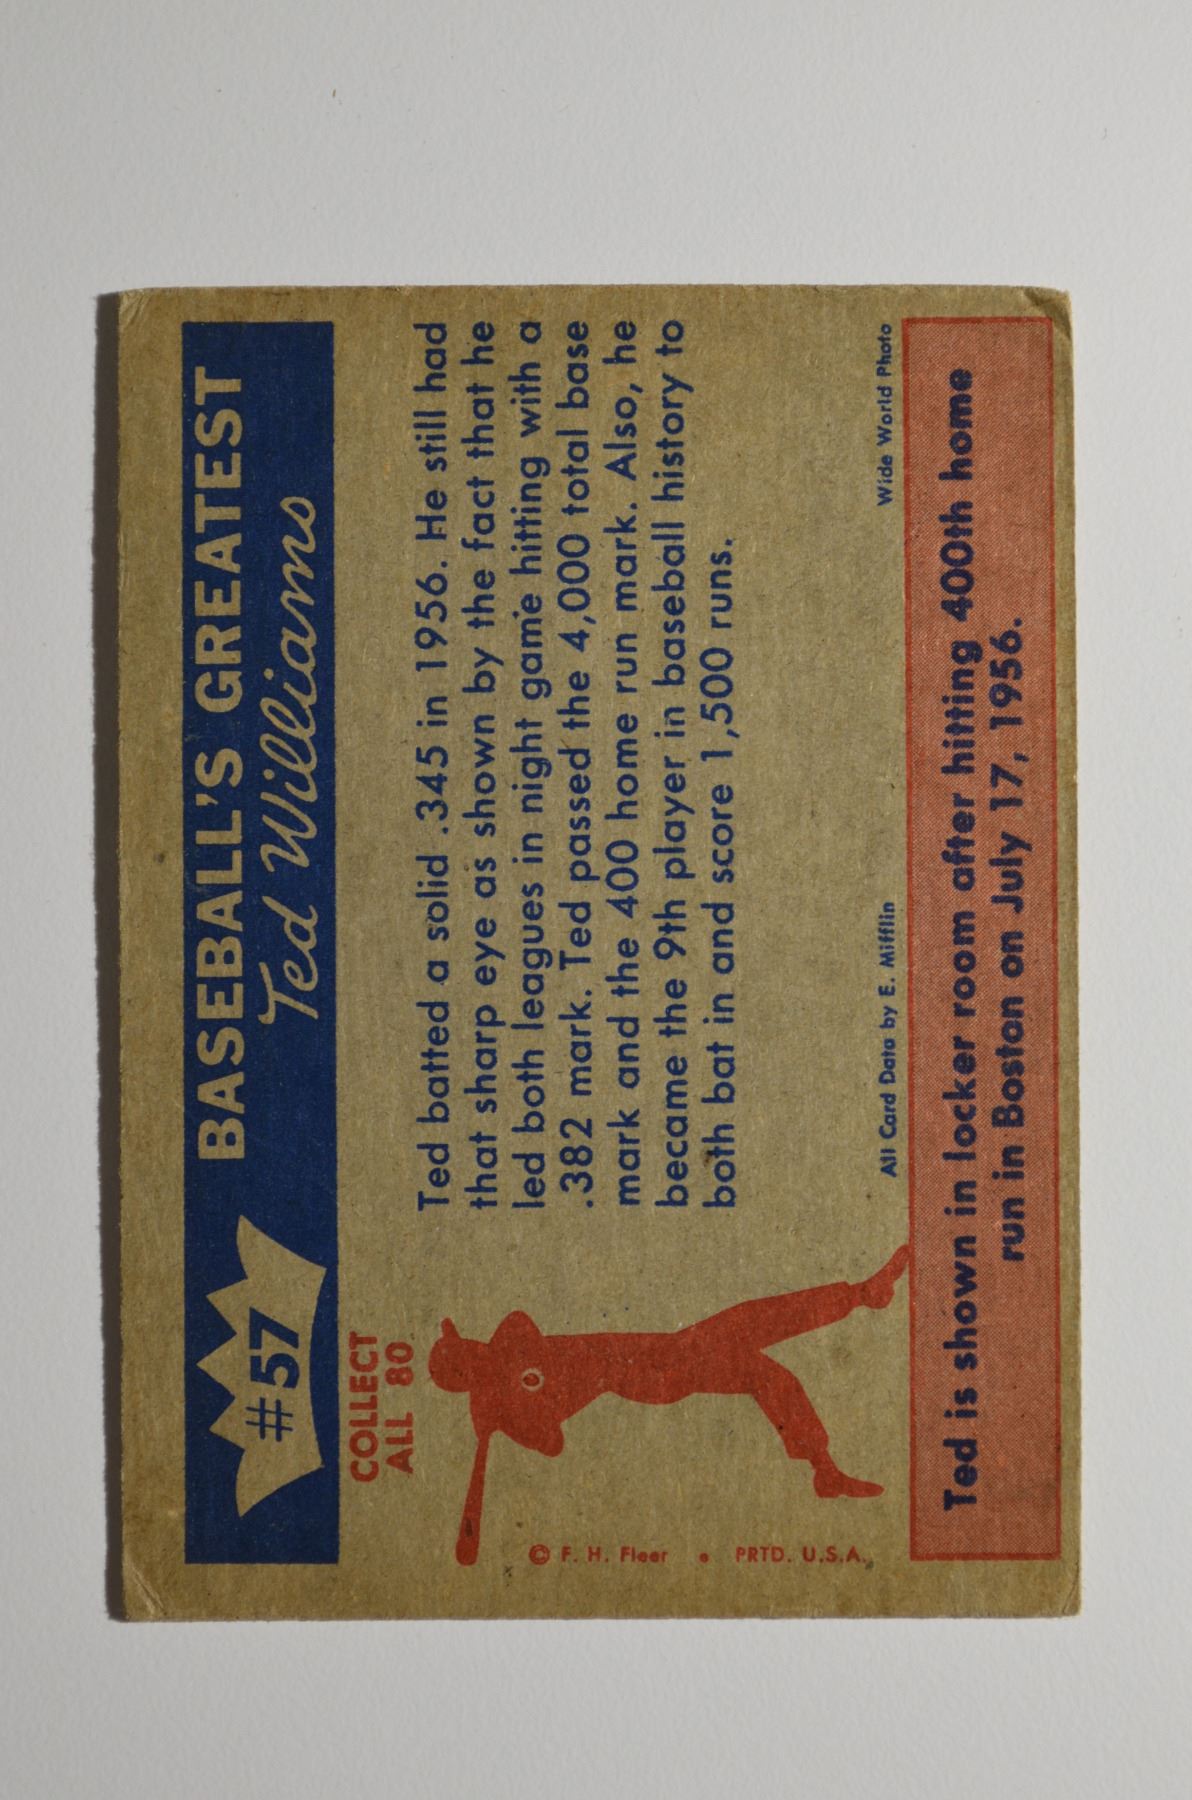 #57
BASEBALL'S GREATEST
Ted Williams
COLLECT
ALL 80
Ted batted a solid .345 in 1956. He still had
that sharp eye as shown by the fact that he
led both leagues in night game hitting with a
.382 mark. Ted passed the 4,000 total base
mark and the 400 home run mark. Also, he
became the 9th player in baseball history to
both bat in and score 1,500 runs.
© F. H. Fleer • PRTD. U.S.A.
All Card Data by E. Mifflin
Wide World Photo
Ted is shown in locker room after hitting 400th home
run in Boston on July 17, 1956.